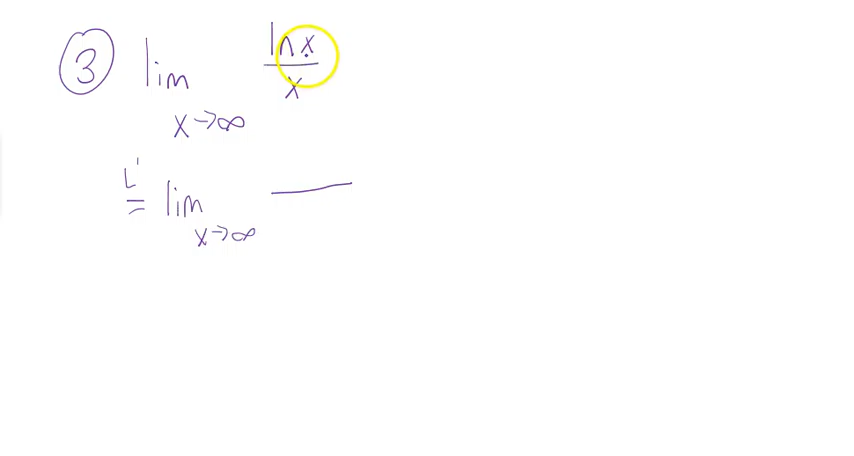 ③ lim x→∞ ln x / x
L' = lim x→∞